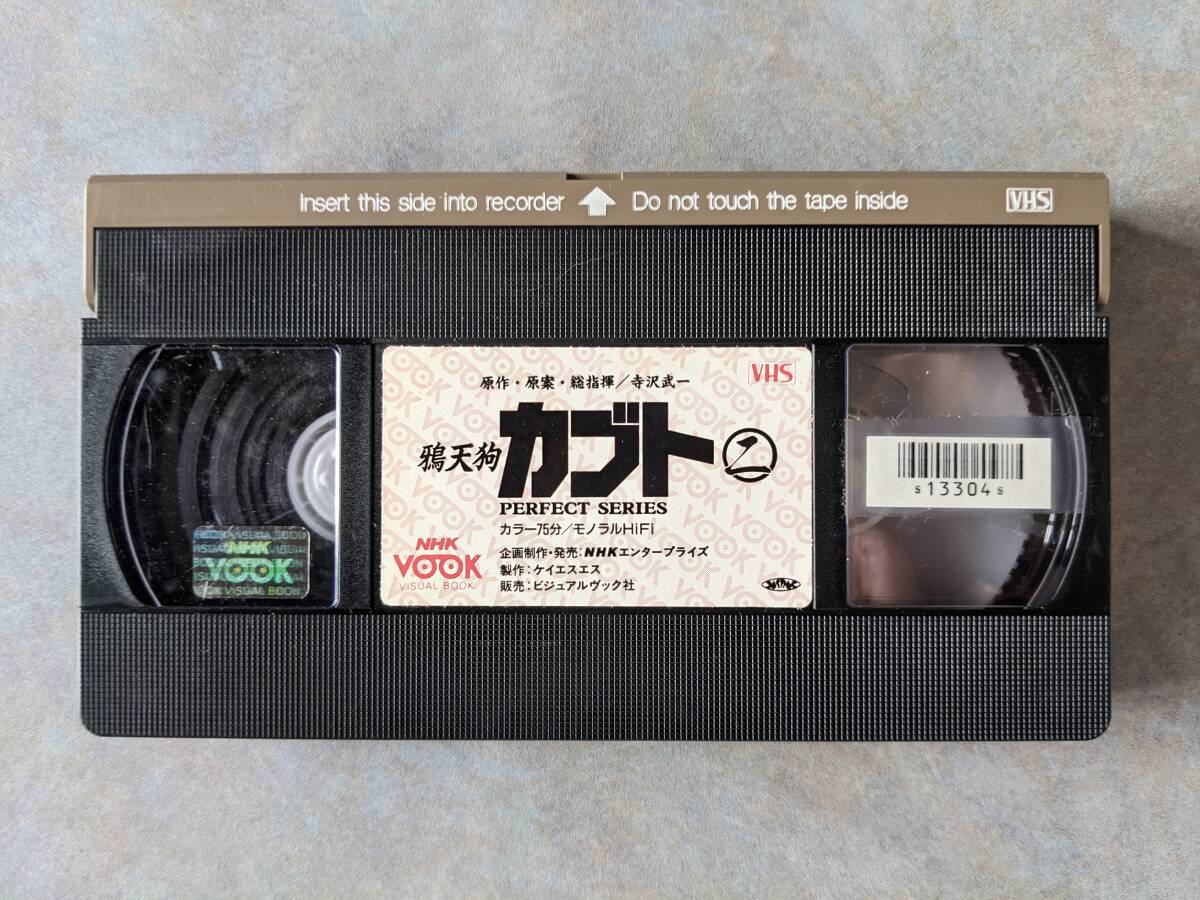 Insert this side into recorder Do not touch the tape inside VHS
VHS
原作・原案・総指揮／寺沢武一
鴉天狗カブト 2
PERFECT SERIES
カラー75分／モノラルHiFi
NHK
VOOK
VISUAL BOOK
企画制作・発売：NHKエンタープライズ
製作：ケイエスエス
販売：ビジュアルヴック社
NHK
VOOK
VISUAL BOOK
S13304S